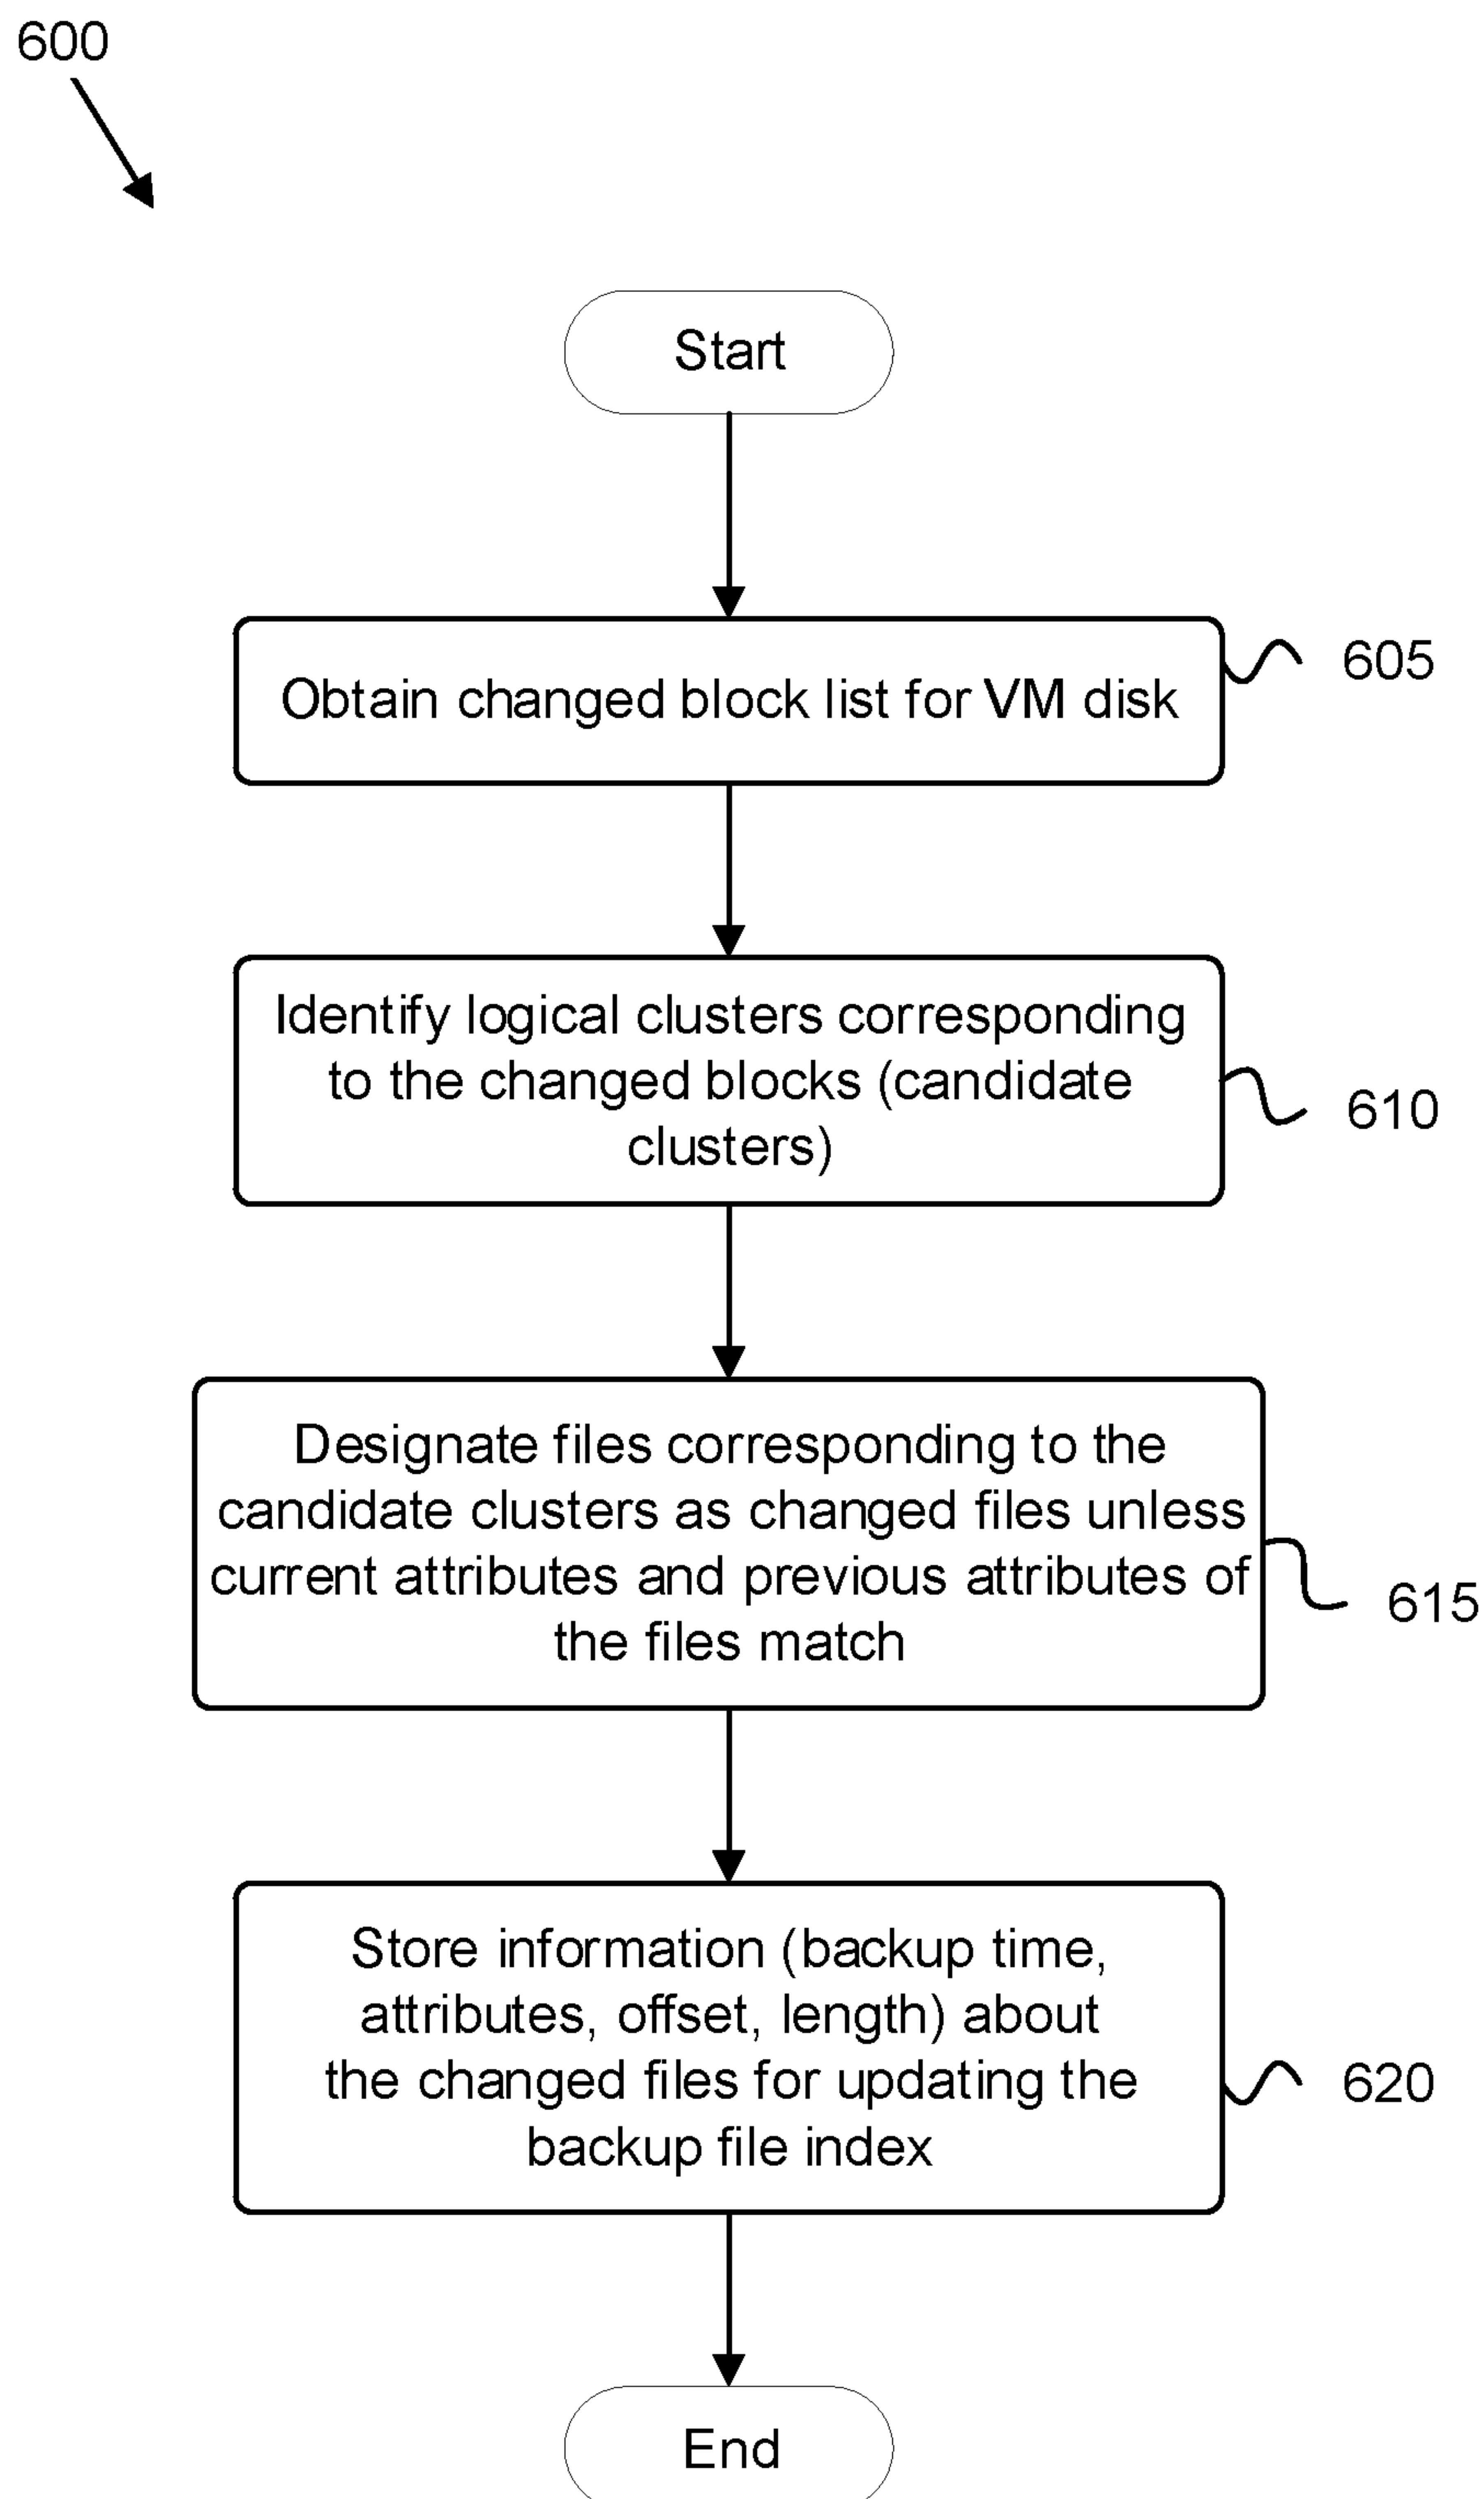 600
Start
Obtain changed block list for VM disk
605
Identify logical clusters corresponding
to the changed blocks (candidate
clusters)
610
Designate files corresponding to the
candidate clusters as changed files unless
current attributes and previous attributes of
the files match
615
Store information (backup time,
attributes, offset, length) about
the changed files for updating the
backup file index
620
End